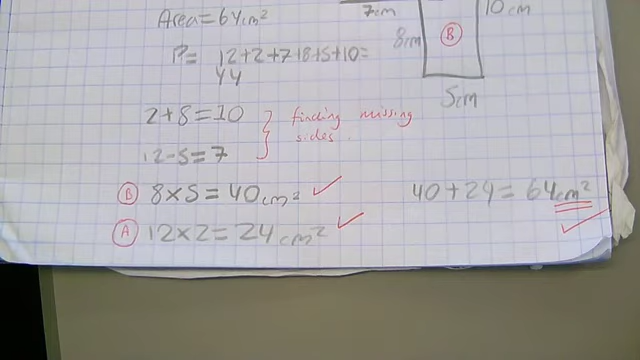 Area=64cm²
7cm
10cm
P= 12+2+7+8+5+10=
44
8cm
B
5cm
2+8=10
12-5=7
finding missing
sides.
B 8×5=40cm²
40+24=64cm²
A 12×2=24cm²